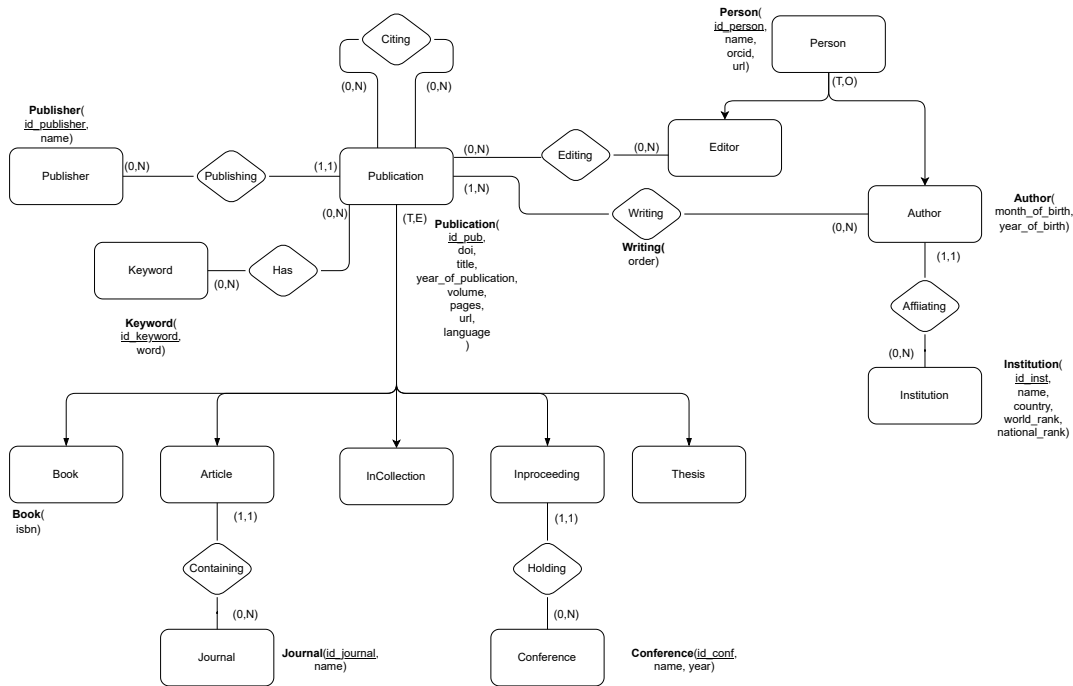 Citing
(0,N)
(0,N)
Person(
id_person,
name,
orcid,
url)
Person
(T,O)
Publisher(
id_publisher,
name)
Publisher
(0,N)
Publishing
(1,1)
Publication
(0,N)
Editing
(0,N)
Editor
(1,N)
Writing
Writing(
order)
(0,N)
Author
Author(
month_of_birth,
year_of_birth)
(0,N)
(T,E)
Publication(
id_pub,
doi,
title,
year_of_publication,
volume,
pages,
url,
language
)
Keyword
(0,N)
Has
Keyword(
id_keyword,
word)
(1,1)
Affiiating
(0,N)
Institution
Institution(
id_inst,
name,
country,
world_rank,
national_rank)
Book
Article
InCollection
Inproceeding
Thesis
Book(
isbn)
(1,1)
(1,1)
Containing
Holding
(0,N)
(0,N)
Journal
Journal(id_journal,
name)
Conference
Conference(id_conf,
name, year)